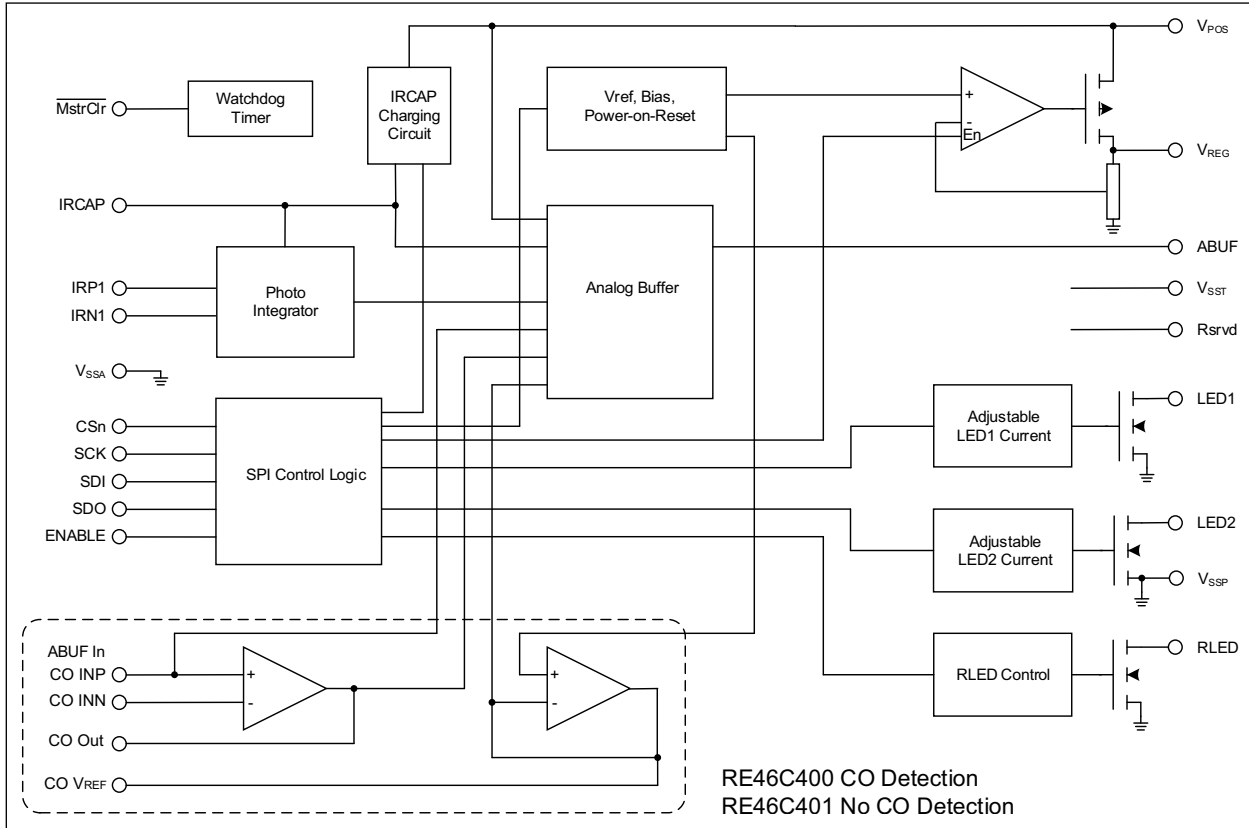 VPOS
MstrClr
Watchdog
Timer
IRCAP
Charging
Circuit
Vref, Bias,
Power-on-Reset
+
-
En
VREG
IRCAP
IRP1
IRN1
Photo
Integrator
Analog Buffer
ABUF
VSST
Rsrvd
VSSA
CSn
SCK
SDI
SDO
ENABLE
SPI Control Logic
Adjustable
LED1 Current
LED1
Adjustable
LED2 Current
LED2
VSSP
RLED Control
RLED
ABUF In
CO INP
CO INN
CO Out
CO VREF
+
-
+
-
RE46C400 CO Detection
RE46C401 No CO Detection